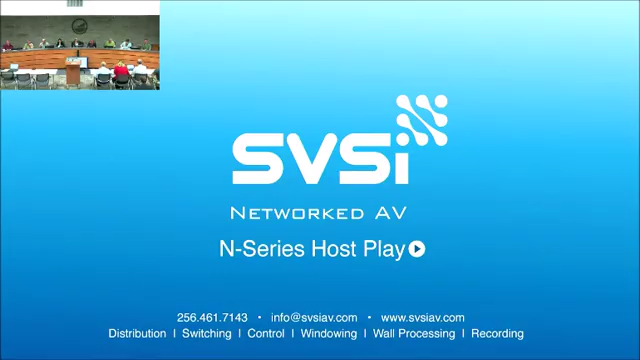 SVSi
NETWORKED AV
N-Series Host Play
256.461.7143 • info@svsiav.com • www.svsiav.com
Distribution | Switching | Control | Windowing | Wall Processing | Recording